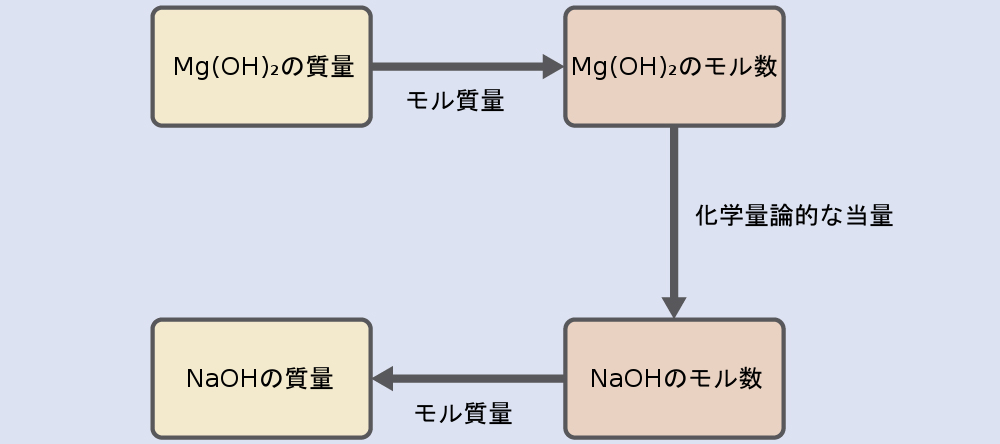 Mg(OH)₂の質量
モル質量
Mg(OH)₂のモル数
化学量論的な当量
NaOHの質量
モル質量
NaOHのモル数